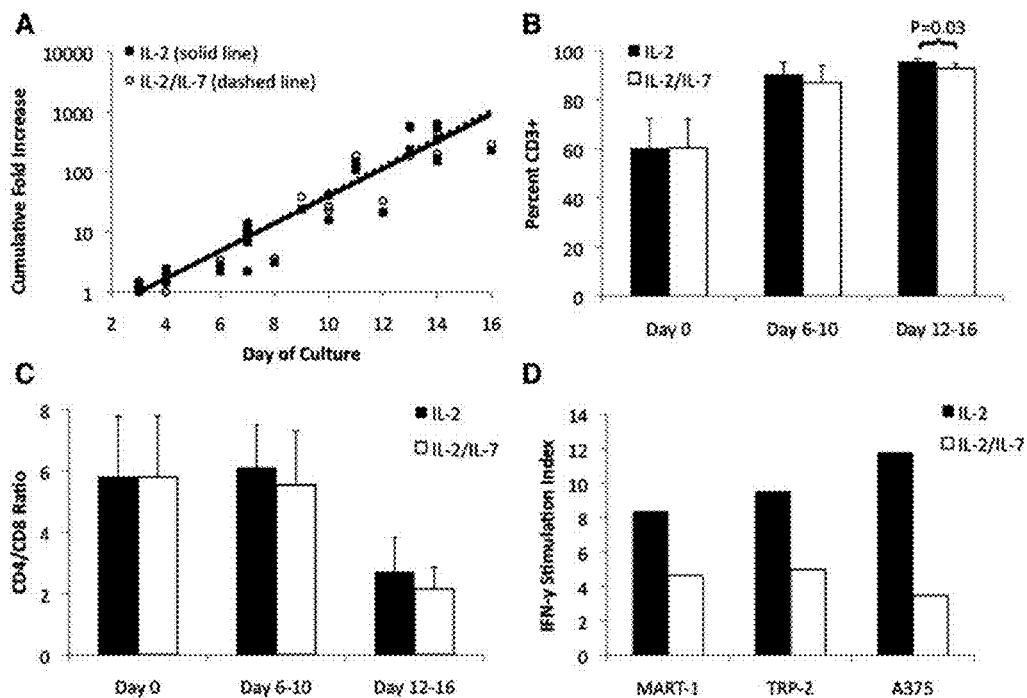 A
Cumulative Fold Increase
10000
1000
100
10
1
IL-2 (solid line)
IL-2/IL-7 (dashed line)
2 4 6 8 10 12 14 16
Day of Culture
B
P=0.03
Percent CD3+
100
80
60
40
20
0
IL-2
IL-2/IL-7
Day 0 Day 6-10 Day 12-16
C
CD4/CD8 Ratio
8
6
4
2
0
IL-2
IL-2/IL-7
Day 0 Day 6-10 Day 12-16
D
IFN-γ Stimulation Index
14
12
10
8
6
4
2
0
IL-2
IL-2/IL-7
MART-1 TRP-2 A375